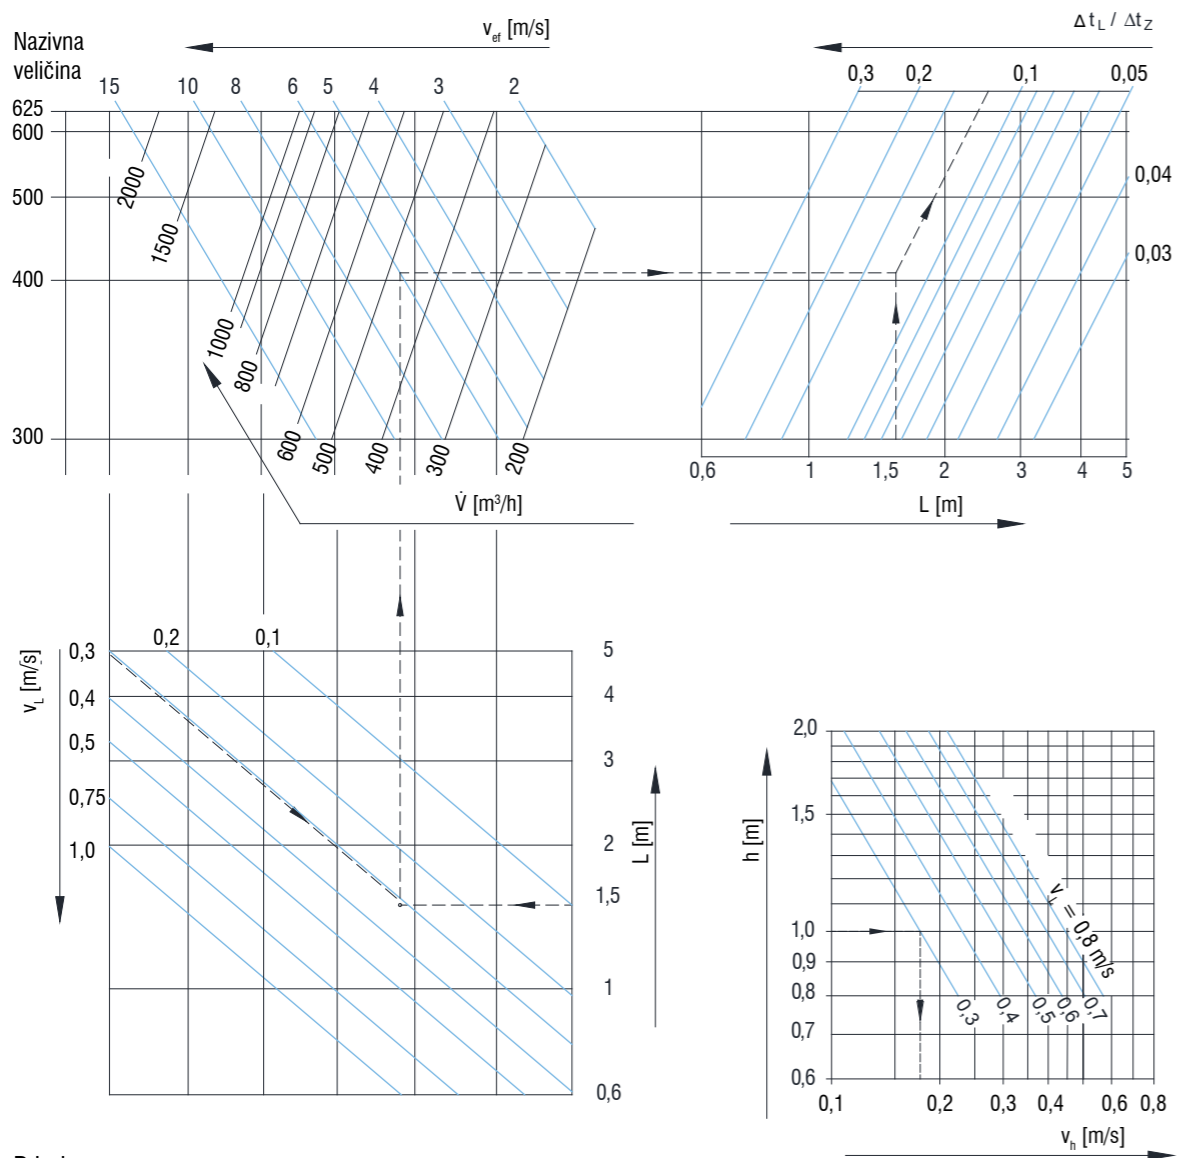 Nazivna
veličina
v_ef [m/s]
Δt_L / Δt_Z
15 10 8 6 5 4 3 2
0,3 0,2 0,1 0,05
625
600
500
400
300
0,04
0,03
2000
1500
1000
800
600
500
400
300
200
0,6 1 1,5 2 3 4 5
V̇ [m³/h]
L [m]
v_L [m/s]
0,3 0,2 0,1
0,4
0,5
0,75
1,0
5
4
3
2
1,5
1
0,6
L [m]
h [m]
2,0
1,5
1,0
0,9
0,8
0,7
0,6
v_L = 0,8 m/s
0,3 0,4 0,5 0,6 0,7
0,1 0,2 0,3 0,4 0,6 0,8
v_h [m/s]